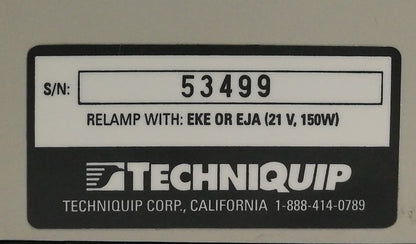 S/N: 53499
RELAMP WITH: EKE OR EJA (21 V, 150W)
TECHNIQUIP
TECHNIQUIP CORP., CALIFORNIA 1-888-414-0789